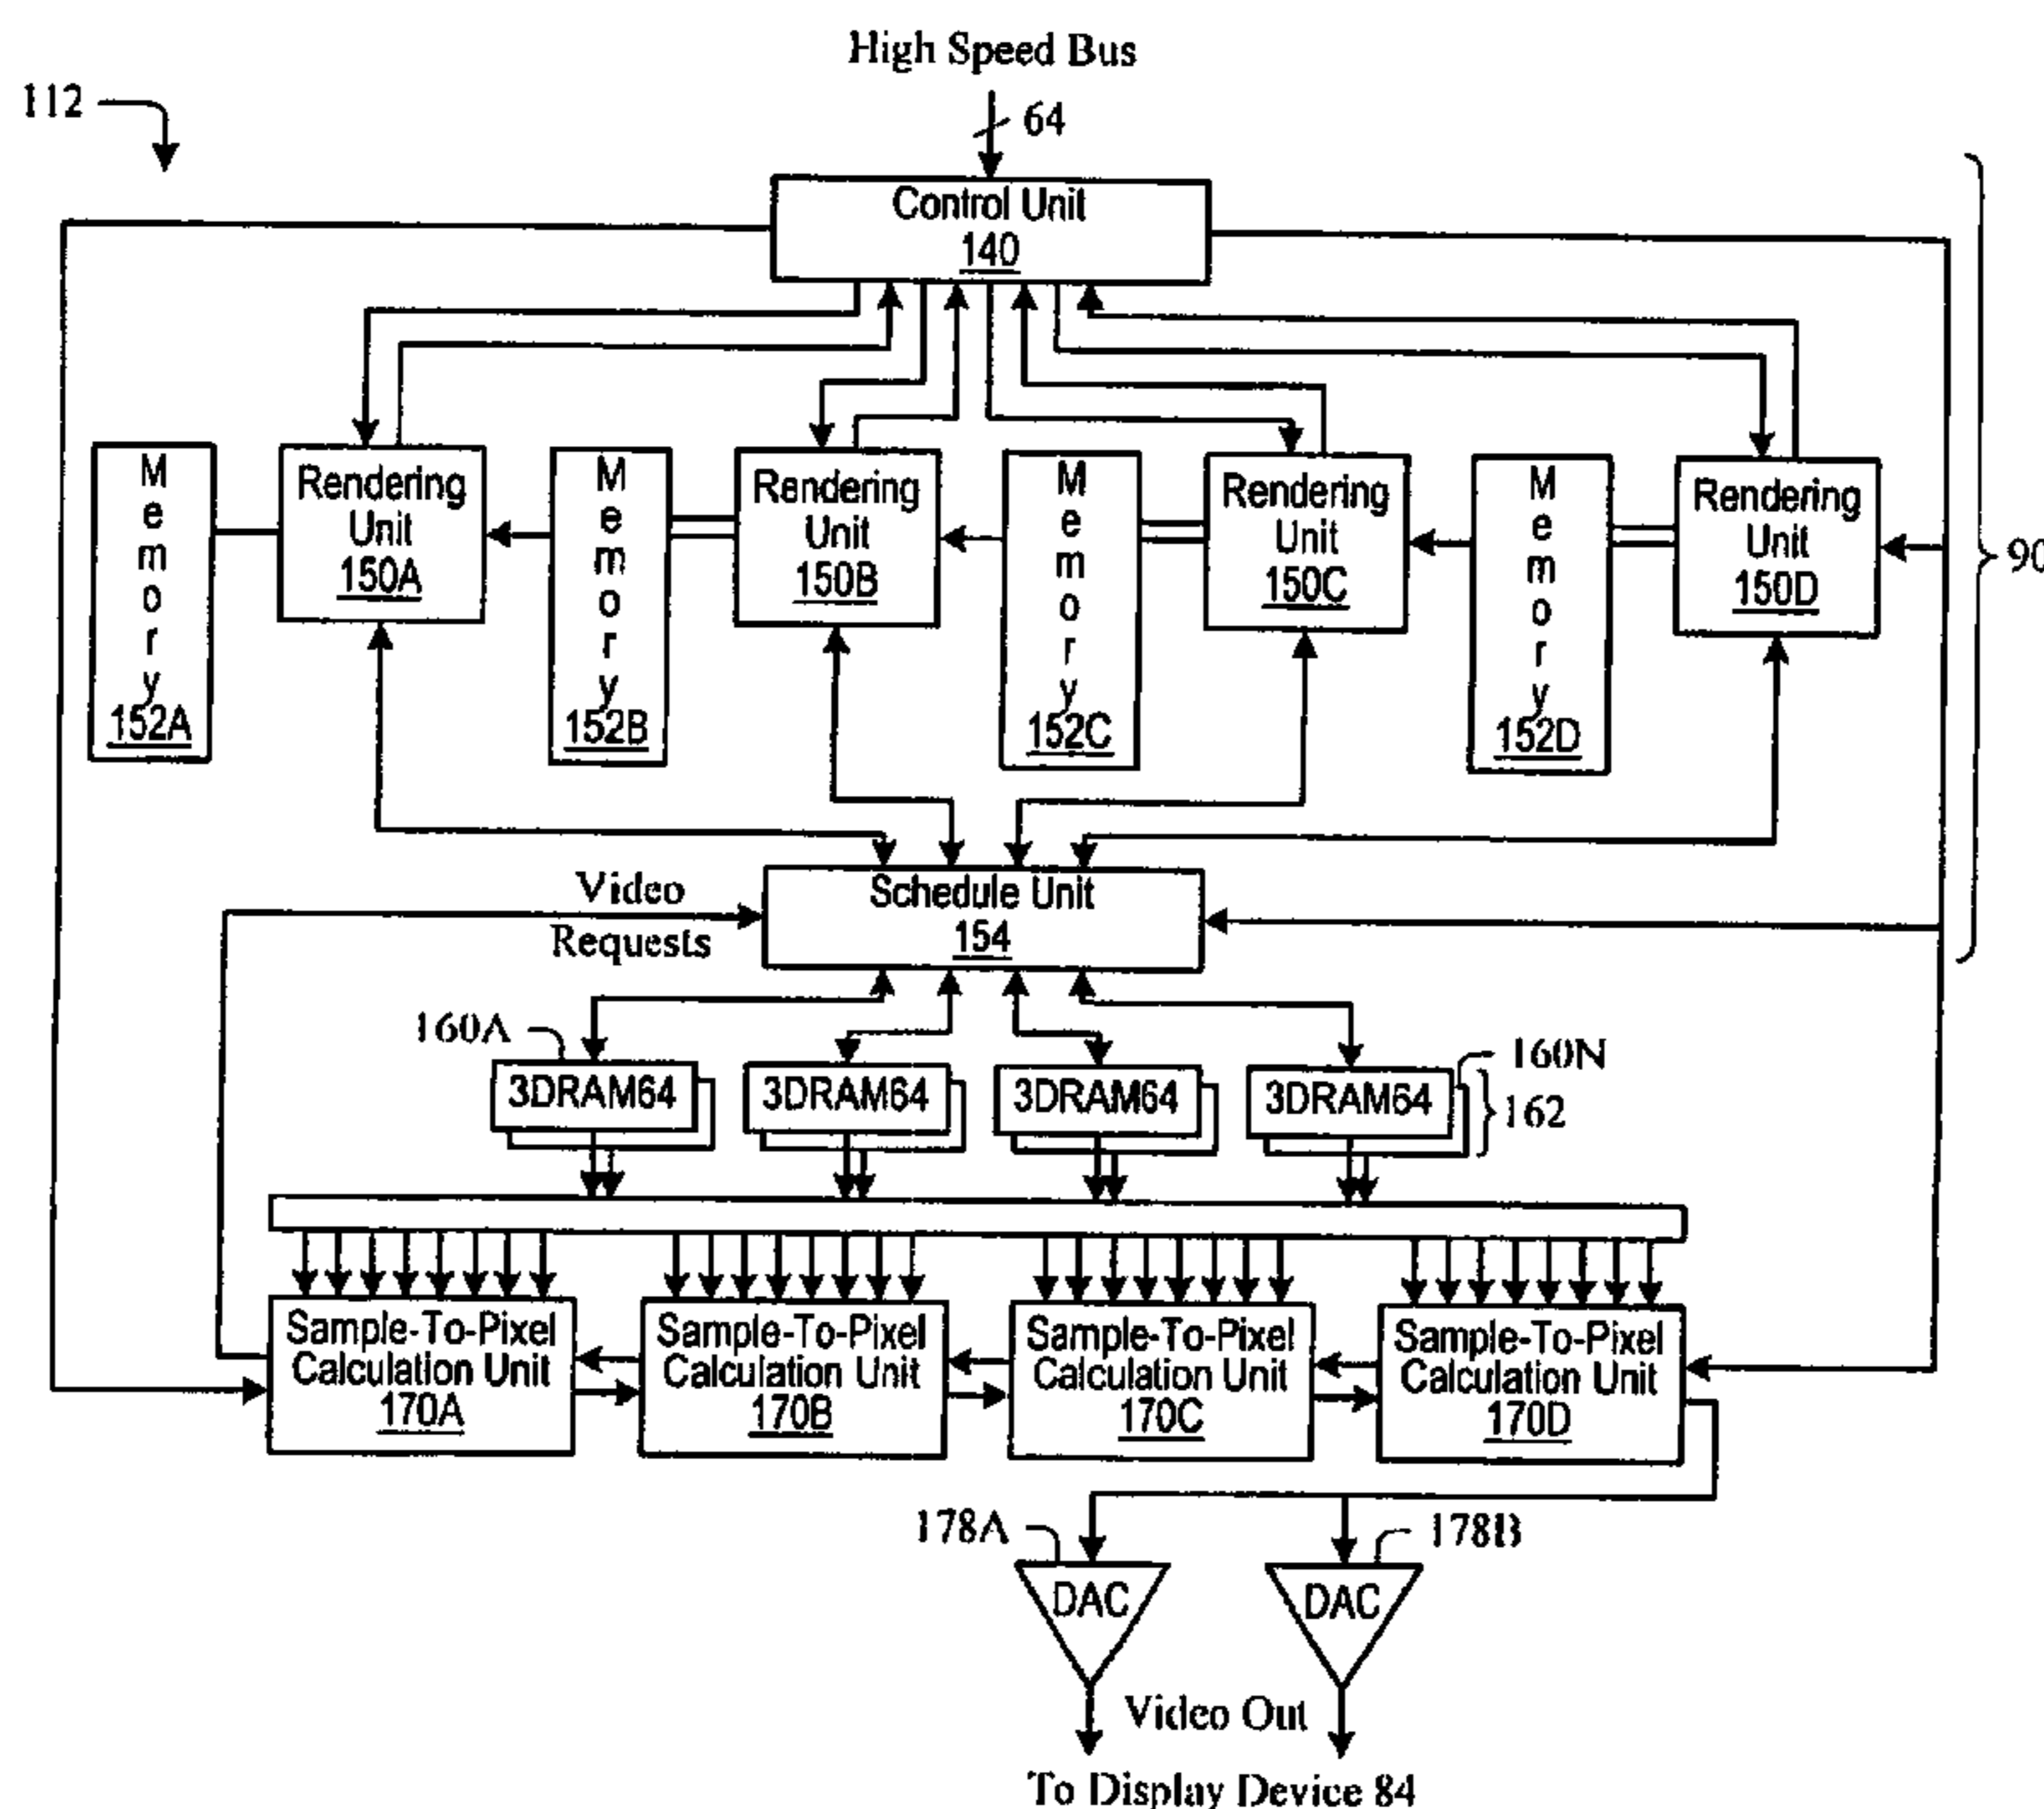 High Speed Bus
112
64
Control Unit
140
90
Memory
152A
Rendering
Unit
150A
Memory
152B
Rendering
Unit
150B
Memory
152C
Rendering
Unit
150C
Memory
152D
Rendering
Unit
150D
Video
Requests
Schedule Unit
154
160A
3DRAM64
3DRAM64
3DRAM64
3DRAM64
160N
162
Sample-To-Pixel
Calculation Unit
170A
Sample-To-Pixel
Calculation Unit
170B
Sample-To-Pixel
Calculation Unit
170C
Sample-To-Pixel
Calculation Unit
170D
178A
DAC
178B
DAC
Video Out
To Display Device 84